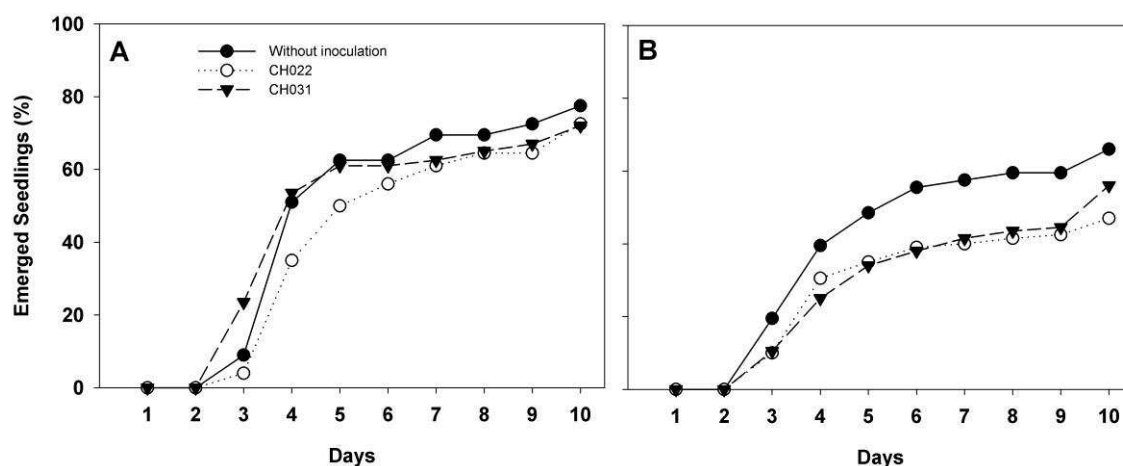 100
80
60
40
20
0
Emerged Seedlings (%)
A
Without inoculation
CH022
CH031
1 2 3 4 5 6 7 8 9 10
Days
B
1 2 3 4 5 6 7 8 9 10
Days